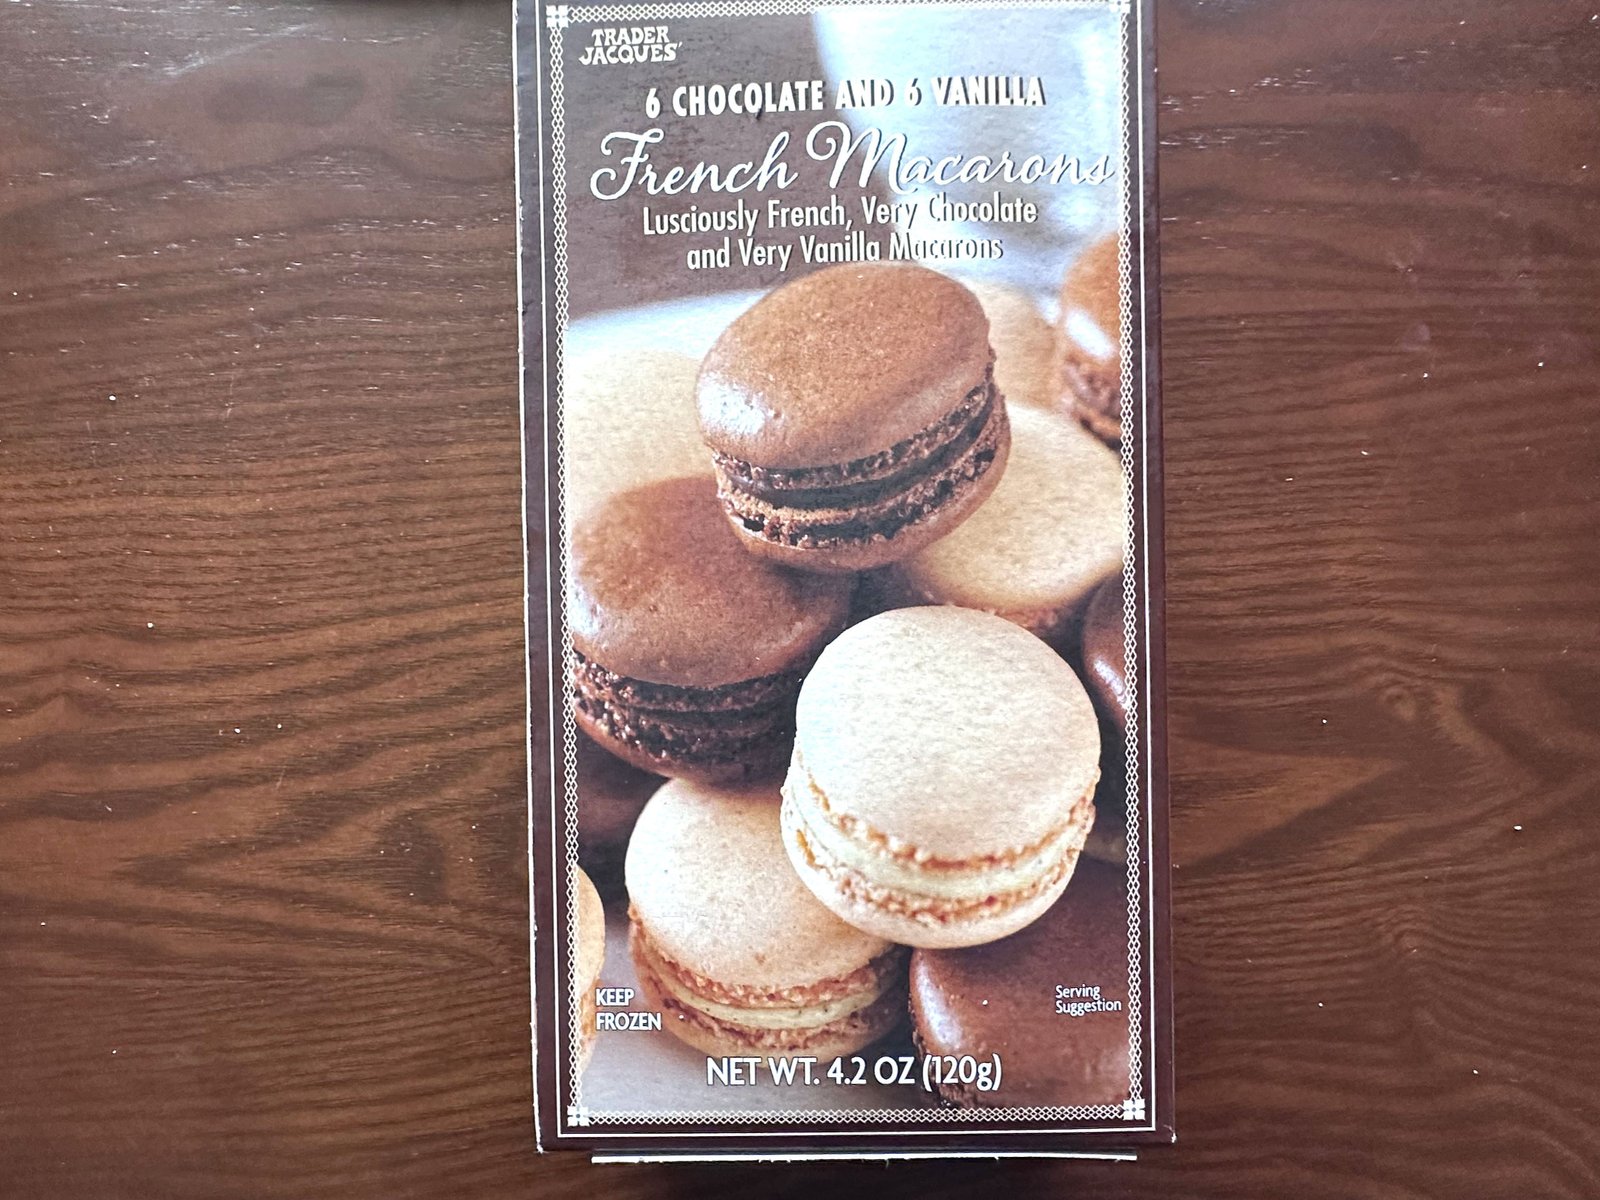 TRADER
JACQUES'
6 CHOCOLATE AND 6 VANILLA
French Macarons
Lusciously French, Very Chocolate
and Very Vanilla Macarons
KEEP
FROZEN
Serving
Suggestion
NET WT. 4.2 OZ (120g)